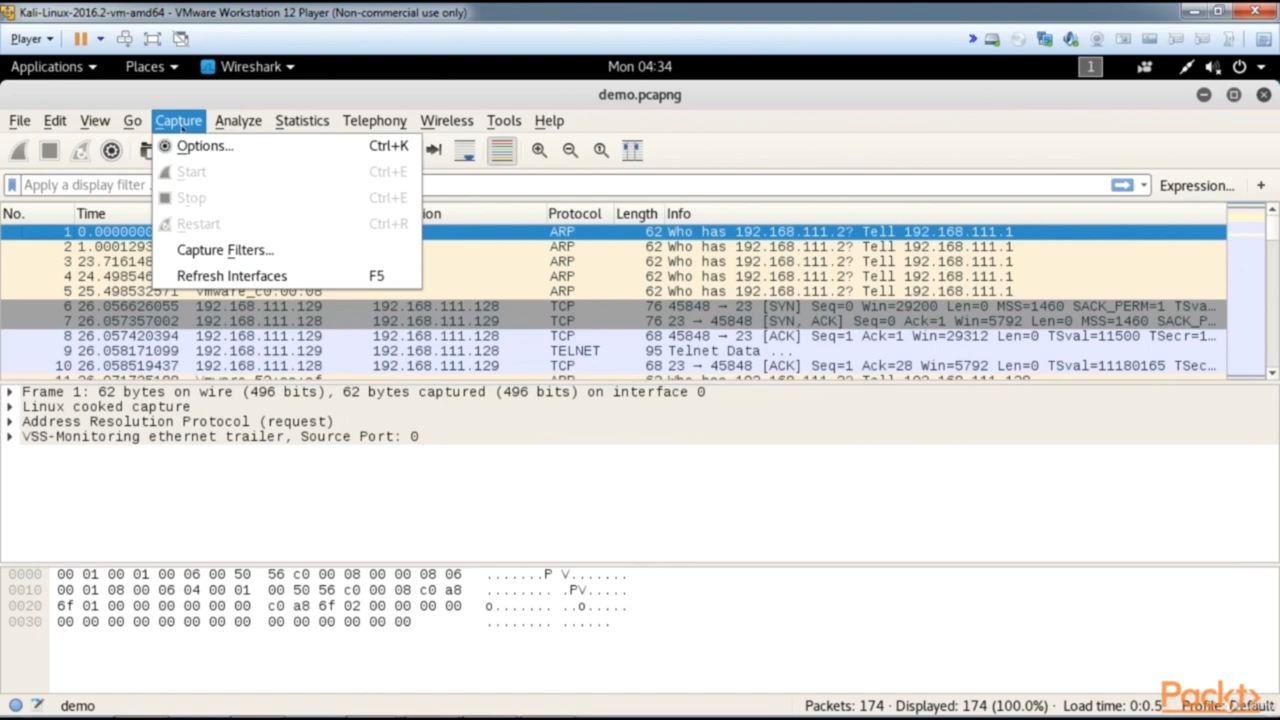 Kali-Linux-2016.2-vm-amd64 - VMware Workstation 12 Player (Non-commercial use only)
Player
Applications Places Wireshark Mon 04:34 1
demo.pcapng
File Edit View Go Capture Analyze Statistics Telephony Wireless Tools Help
Options... Ctrl+K
Start Ctrl+E
Stop Ctrl+E
Restart Ctrl+R
Capture Filters...
Refresh Interfaces F5
Apply a display filter Expression... +
No. Time ion Protocol Length Info
1 0.0000000 ARP 62 Who has 192.168.111.2? Tell 192.168.111.1
2 1.0001293 ARP 62 Who has 192.168.111.2? Tell 192.168.111.1
3 23.716148 ARP 62 Who has 192.168.111.2? Tell 192.168.111.1
4 24.498546 ARP 62 Who has 192.168.111.2? Tell 192.168.111.1
5 25.498532571 Vmware_c0:00:08 ARP 62 Who has 192.168.111.2? Tell 192.168.111.1
6 26.056626055 192.168.111.129 192.168.111.128 TCP 76 45848 → 23 [SYN] Seq=0 Win=29200 Len=0 MSS=1460 SACK_PERM=1 TSva...
7 26.057357002 192.168.111.128 192.168.111.129 TCP 76 23 → 45848 [SYN, ACK] Seq=0 Ack=1 Win=5792 Len=0 MSS=1460 SACK_P...
8 26.057420394 192.168.111.129 192.168.111.128 TCP 68 45848 → 23 [ACK] Seq=1 Ack=1 Win=29312 Len=0 TSval=11500 TSecr=1...
9 26.058171099 192.168.111.129 192.168.111.128 TELNET 95 Telnet Data ...
10 26.058519437 192.168.111.128 192.168.111.129 TCP 68 23 → 45848 [ACK] Seq=1 Ack=28 Win=5792 Len=0 TSval=11180165 TSec...
Frame 1: 62 bytes on wire (496 bits), 62 bytes captured (496 bits) on interface 0
Linux cooked capture
Address Resolution Protocol (request)
VSS-Monitoring ethernet trailer, Source Port: 0
0000 00 01 00 01 00 06 00 50 56 c0 00 08 00 00 08 06 .......P V.......
0010 00 01 08 00 06 04 00 01 00 50 56 c0 00 08 c0 a8 ........ .PV.....
0020 6f 01 00 00 00 00 00 00 c0 a8 6f 02 00 00 00 00 o....... ..o.....
0030 00 00 00 00 00 00 00 00 00 00 00 00 00 00 ........ ......
demo Packets: 174 · Displayed: 174 (100.0%) · Load time: 0:0.5 Profile: Default
Packt>